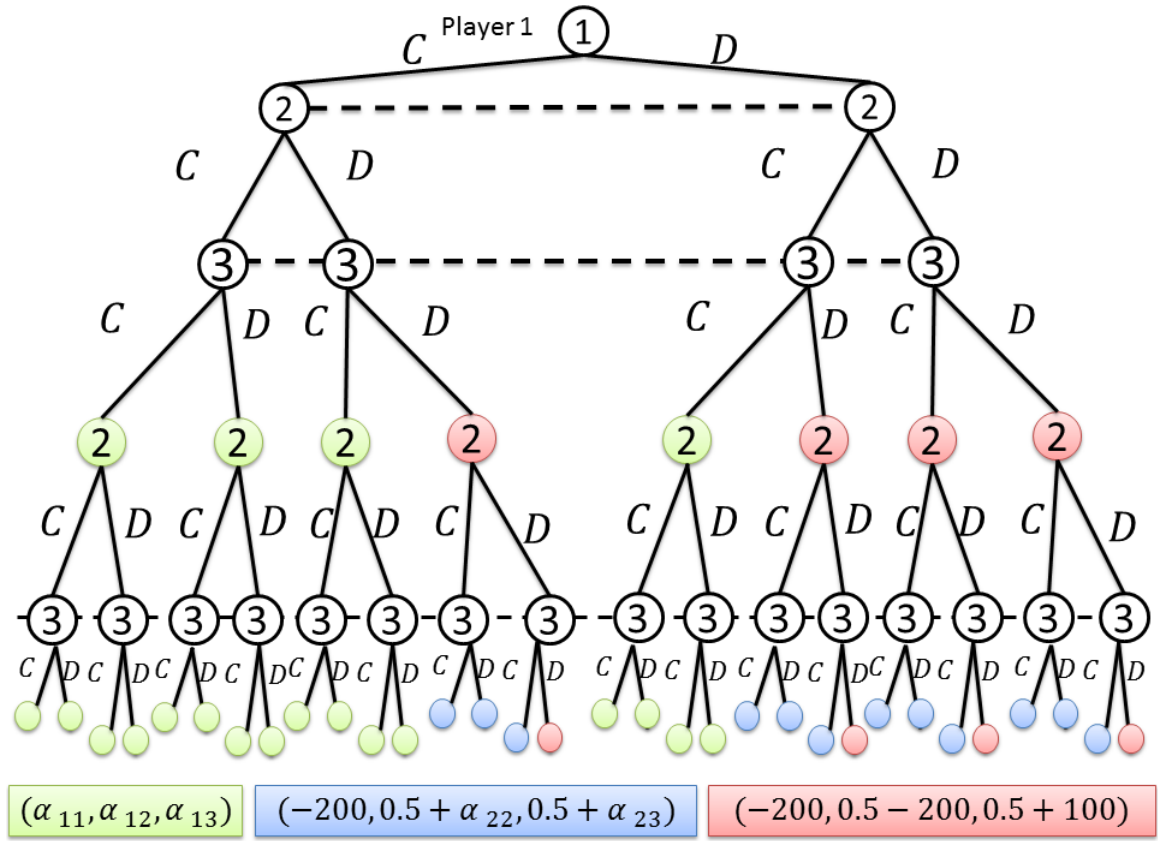 Player 1
1
C D
2 2
C D C D
3 3 3 3
C D C D C D C D
2 2 2 2 2 2 2 2
C D C D C D C D C D C D C D C D
3 3 3 3 3 3 3 3 3 3 3 3 3 3 3 3
C D C D C D C D C D C D C D C D C D C D C D C D C D C D C D C D
(α 11, α 12, α 13) (−200, 0.5 + α 22, 0.5 + α 23) (−200, 0.5 − 200, 0.5 + 100)